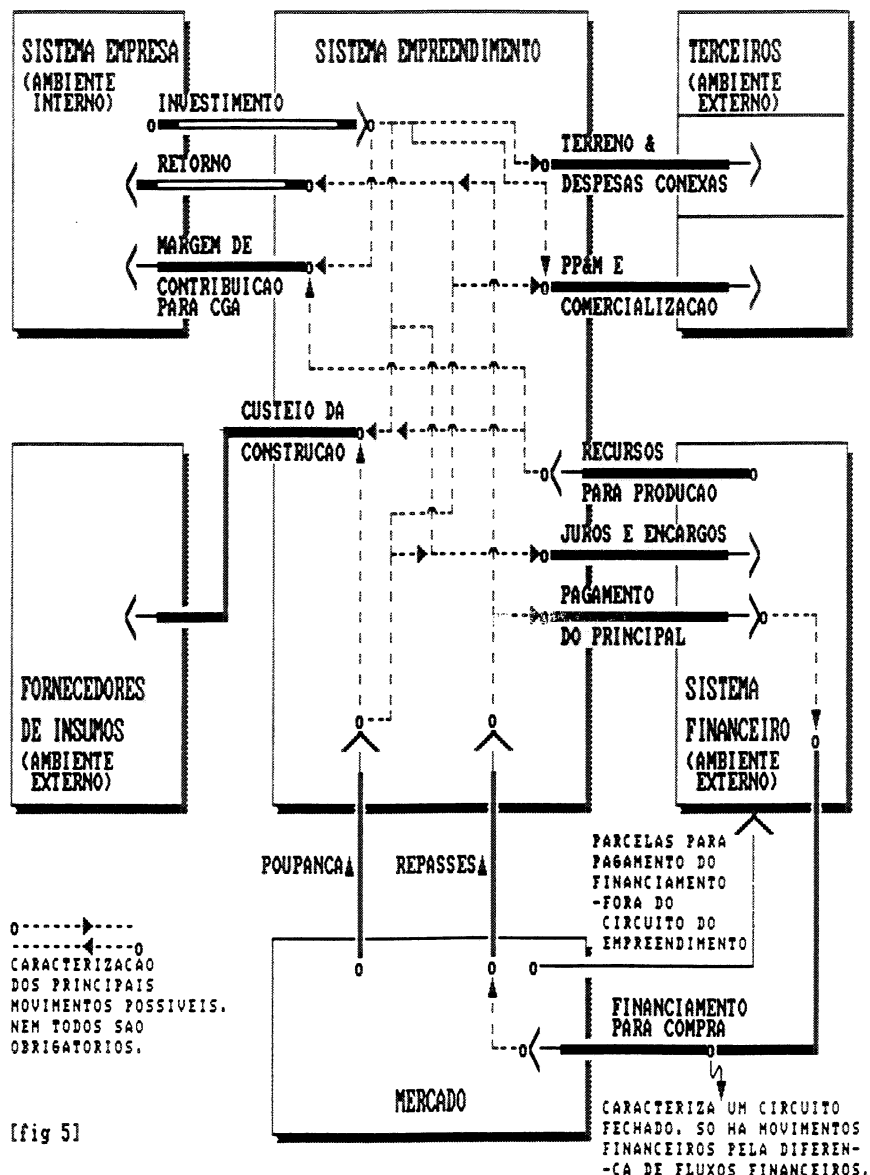 SISTEMA EMPRESA
(AMBIENTE
INTERNO)
SISTEMA EMPREENDIMENTO
TERCEIROS
(AMBIENTE
EXTERNO)
INVESTIMENTO
RETORNO
MARGEM DE
CONTRIBUICAO
PARA CGA
TERRENO &
DESPESAS CONEXAS
PP&M E
COMERCIALIZACAO
CUSTEIO DA
CONSTRUCAO
RECURSOS
PARA PRODUCAO
JUROS E ENCARGOS
PAGAMENTO
DO PRINCIPAL
FORNECEDORES
DE INSUMOS
(AMBIENTE
EXTERNO)
SISTEMA
FINANCEIRO
(AMBIENTE
EXTERNO)
POUPANCA
REPASSES
PARCELAS PARA
PAGAMENTO DO
FINANCIAMENTO
-FORA DO
CIRCUITO DO
EMPREENDIMENTO
CARACTERIZACAO
DOS PRINCIPAIS
MOVIMENTOS POSSIVEIS.
NEM TODOS SAO
OBRIGATORIOS.
FINANCIAMENTO
PARA COMPRA
MERCADO
CARACTERIZA UM CIRCUITO
FECHADO. SO HA MOVIMENTOS
FINANCEIROS PELA DIFEREN-
-CA DE FLUXOS FINANCEIROS.
[fig 5]